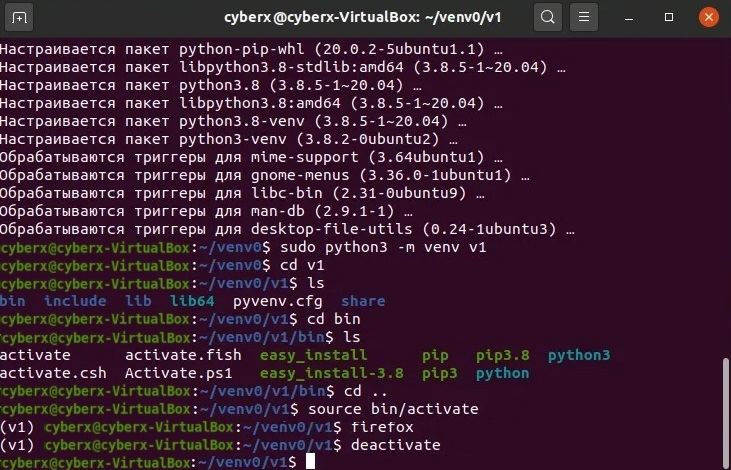 cyberx@cyberx-VirtualBox: ~/venv0/v1
Настраивается пакет python-pip-whl (20.0.2-5ubuntu1.1) …
Настраивается пакет libpython3.8-stdlib:amd64 (3.8.5-1~20.04) …
Настраивается пакет python3.8 (3.8.5-1~20.04) …
Настраивается пакет libpython3.8:amd64 (3.8.5-1~20.04) …
Настраивается пакет python3.8-venv (3.8.5-1~20.04) …
Настраивается пакет python3-venv (3.8.2-0ubuntu2) …
Обрабатываются триггеры для mime-support (3.64ubuntu1) …
Обрабатываются триггеры для gnome-menus (3.36.0-1ubuntu1) …
Обрабатываются триггеры для libc-bin (2.31-0ubuntu9) …
Обрабатываются триггеры для man-db (2.9.1-1) …
Обрабатываются триггеры для desktop-file-utils (0.24-1ubuntu3) …
cyberx@cyberx-VirtualBox:~/venv0$ sudo python3 -m venv v1
cyberx@cyberx-VirtualBox:~/venv0$ cd v1
cyberx@cyberx-VirtualBox:~/venv0/v1$ ls
bin include lib lib64 pyvenv.cfg share
cyberx@cyberx-VirtualBox:~/venv0/v1$ cd bin
cyberx@cyberx-VirtualBox:~/venv0/v1/bin$ ls
activate activate.fish easy_install pip pip3.8 python3
activate.csh Activate.ps1 easy_install-3.8 pip3 python
cyberx@cyberx-VirtualBox:~/venv0/v1/bin$ cd ..
cyberx@cyberx-VirtualBox:~/venv0/v1$ source bin/activate
(v1) cyberx@cyberx-VirtualBox:~/venv0/v1$ firefox
(v1) cyberx@cyberx-VirtualBox:~/venv0/v1$ deactivate
cyberx@cyberx-VirtualBox:~/venv0/v1$